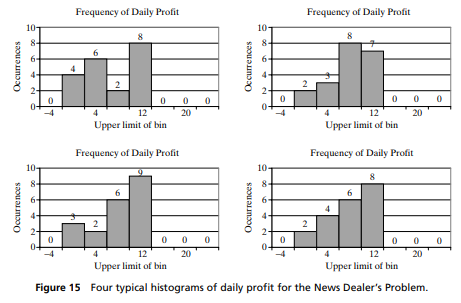 Frequency of Daily Profit
Occurrences
10
8
6
4
2
0
0 4 6 2 8 0 0 0
−4 4 12 20
Upper limit of bin
Frequency of Daily Profit
Occurrences
10
8
6
4
2
0
0 2 3 8 7 0 0 0
−4 4 12 20
Upper limit of bin
Frequency of Daily Profit
Occurrences
10
8
6
4
2
0
0 3 2 6 9 0 0 0
−4 4 12 20
Upper limit of bin
Frequency of Daily Profit
Occurrences
10
8
6
4
2
0
0 2 4 6 8 0 0 0
−4 4 12 20
Upper limit of bin
Figure 15 Four typical histograms of daily profit for the News Dealer's Problem.